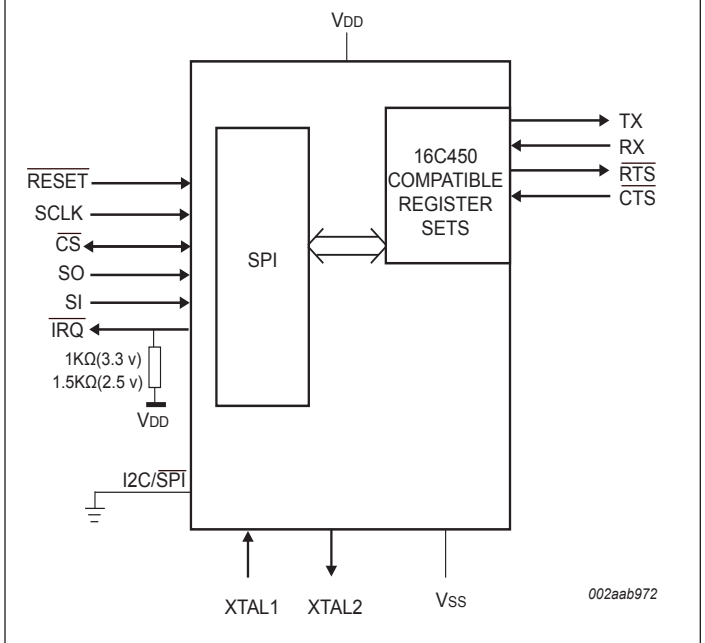 VDD
RESET
SCLK
CS
SO
SI
IRQ
1KΩ(3.3 v)
1.5KΩ(2.5 v)
VDD
I2C/SPI
SPI
16C450
COMPATIBLE
REGISTER
SETS
TX
RX
RTS
CTS
XTAL1
XTAL2
VSS
002aab972